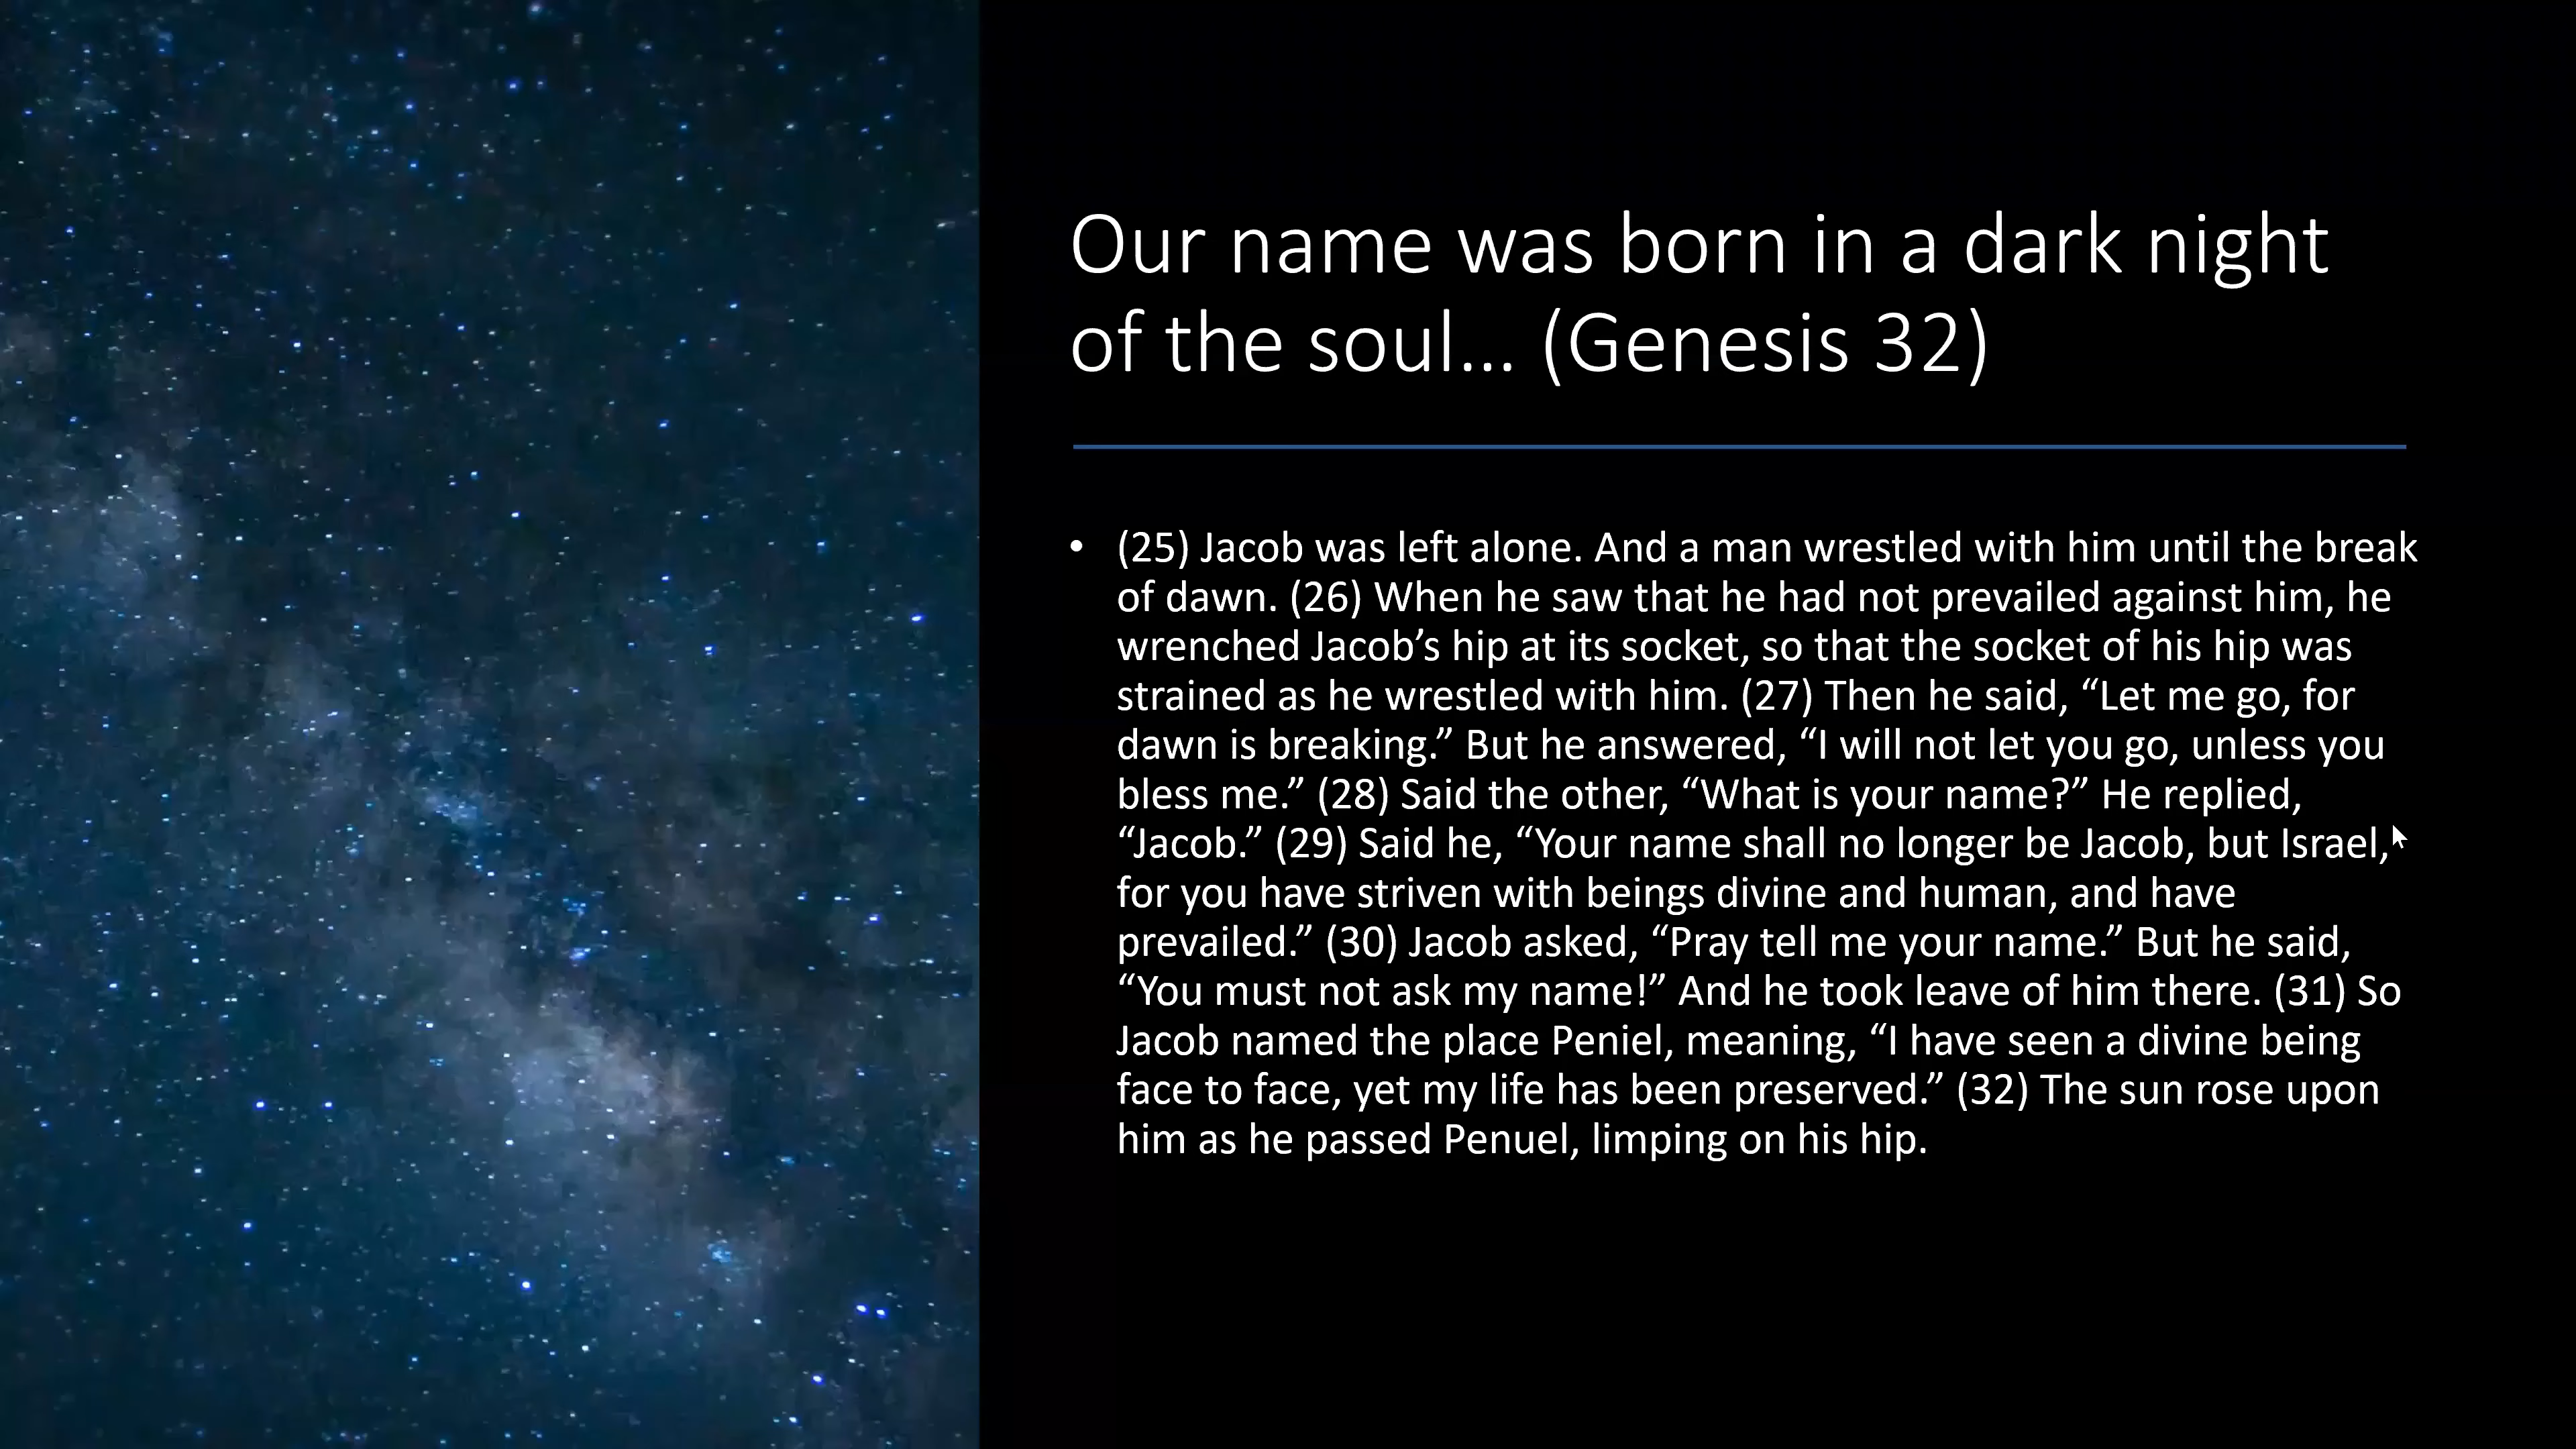 Our name was born in a dark night
of the soul... (Genesis 32)
• (25) Jacob was left alone. And a man wrestled with him until the break
of dawn. (26) When he saw that he had not prevailed against him, he
wrenched Jacob’s hip at its socket, so that the socket of his hip was
strained as he wrestled with him. (27) Then he said, “Let me go, for
dawn is breaking.” But he answered, “I will not let you go, unless you
bless me.” (28) Said the other, “What is your name?” He replied,
“Jacob.” (29) Said he, “Your name shall no longer be Jacob, but Israel,
for you have striven with beings divine and human, and have
prevailed.” (30) Jacob asked, “Pray tell me your name.” But he said,
“You must not ask my name!” And he took leave of him there. (31) So
Jacob named the place Peniel, meaning, “I have seen a divine being
face to face, yet my life has been preserved.” (32) The sun rose upon
him as he passed Penuel, limping on his hip.